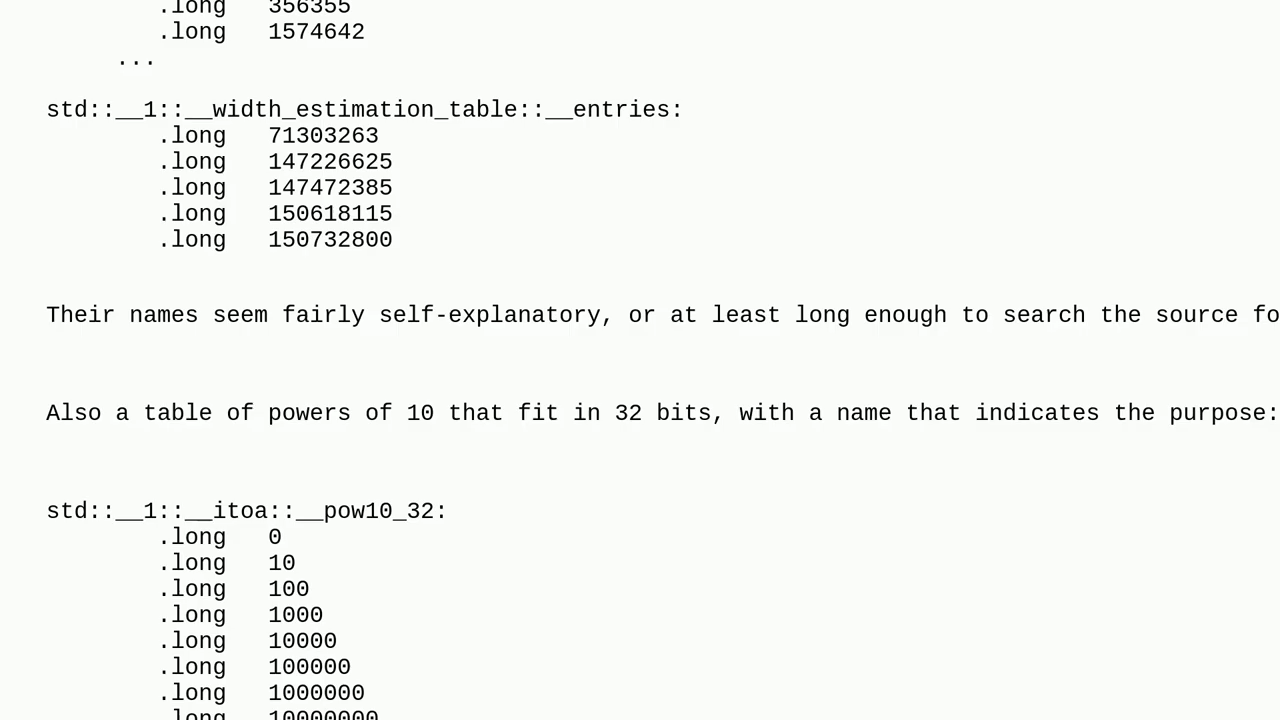 .long 356355
.long 1574642
...
std::__1::__width_estimation_table::__entries:
.long 71303263
.long 147226625
.long 147472385
.long 150618115
.long 150732800
Their names seem fairly self-explanatory, or at least long enough to search the source fo
Also a table of powers of 10 that fit in 32 bits, with a name that indicates the purpose:
std::__1::__itoa::__pow10_32:
.long 0
.long 10
.long 100
.long 1000
.long 10000
.long 100000
.long 1000000
.long 10000000